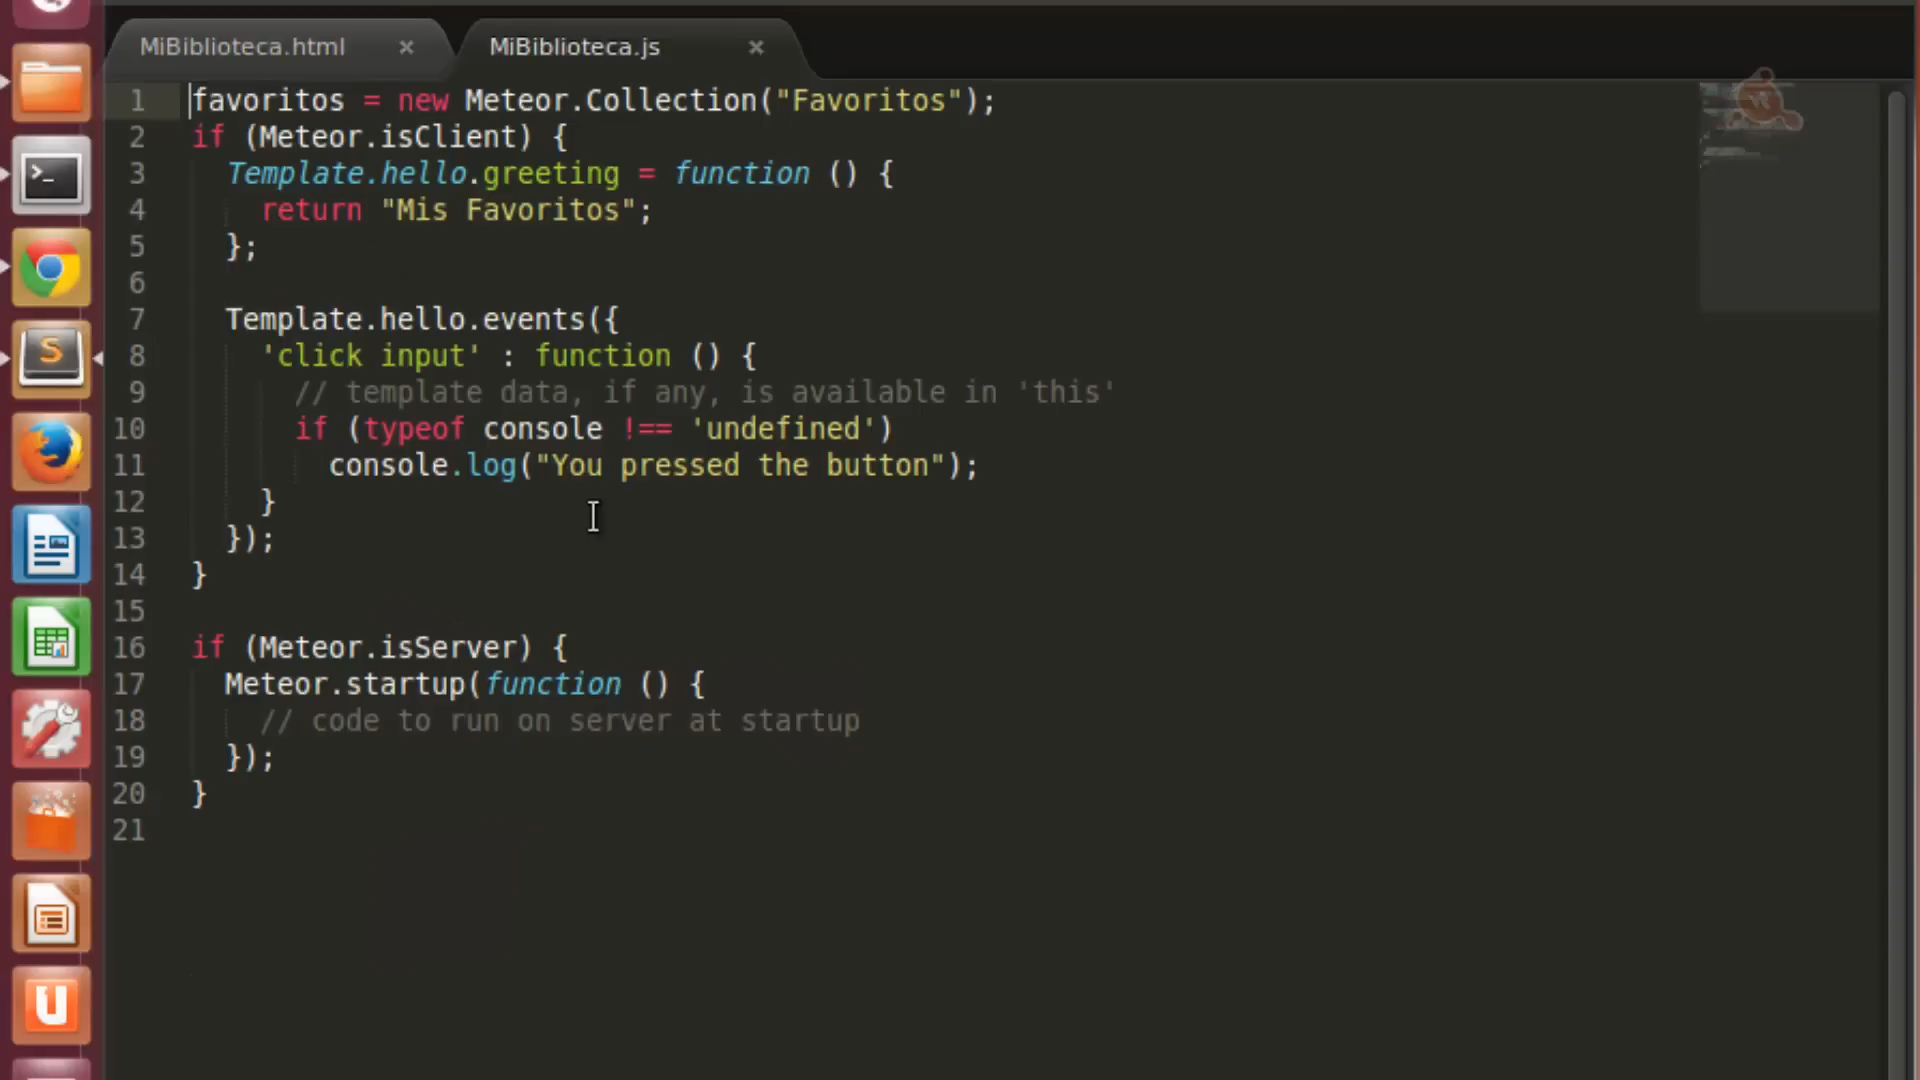 MiBiblioteca.html × MiBiblioteca.js ×
1 favoritos = new Meteor.Collection("Favoritos");
2 if (Meteor.isClient) {
3 Template.hello.greeting = function () {
4 return "Mis Favoritos";
5 };
6
7 Template.hello.events({
8 'click input' : function () {
9 // template data, if any, is available in 'this'
10 if (typeof console !== 'undefined')
11 console.log("You pressed the button");
12 }
13 });
14 }
15
16 if (Meteor.isServer) {
17 Meteor.startup(function () {
18 // code to run on server at startup
19 });
20 }
21